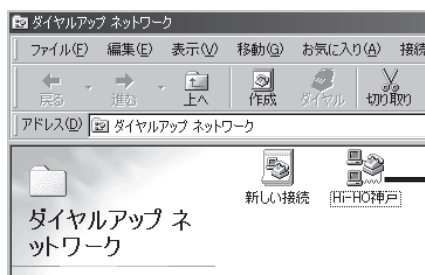 ダイヤルアップ ネットワーク
ファイル(F) 編集(E) 表示(V) 移動(G) お気に入り(A) 接続
戻る 進む 上へ 作成 ダイヤル 切り取り
アドレス(D) ダイヤルアップ ネットワーク
新しい接続 Hi-HO神戸
ダイヤルアップ ネ
ットワーク